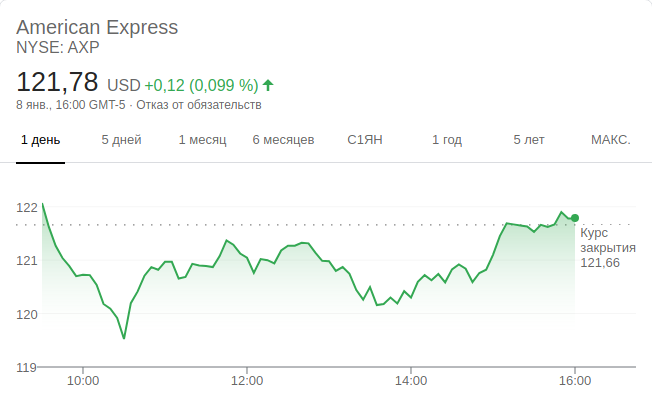 American Express
NYSE: AXP
121,78 USD +0,12 (0,099 %)
8 янв., 16:00 GMT-5 · Отказ от обязательств
1 день 5 дней 1 месяц 6 месяцев С1ЯН 1 год 5 лет МАКС.
122
121
120
119
Курс
закрытия
121,66
10:00 12:00 14:00 16:00